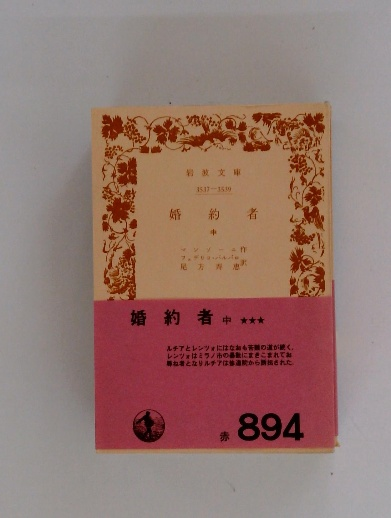 岩波文庫
婚約者
中
マンゾーニ作
訳
婚約者 中 ★★★
ルチアとレンツォにはなおも苦難の道が続く。
レンツォはミラノ市の暴動にまきこまれてお
尋ね者となりルチアは修道院から誘拐された。
赤 894